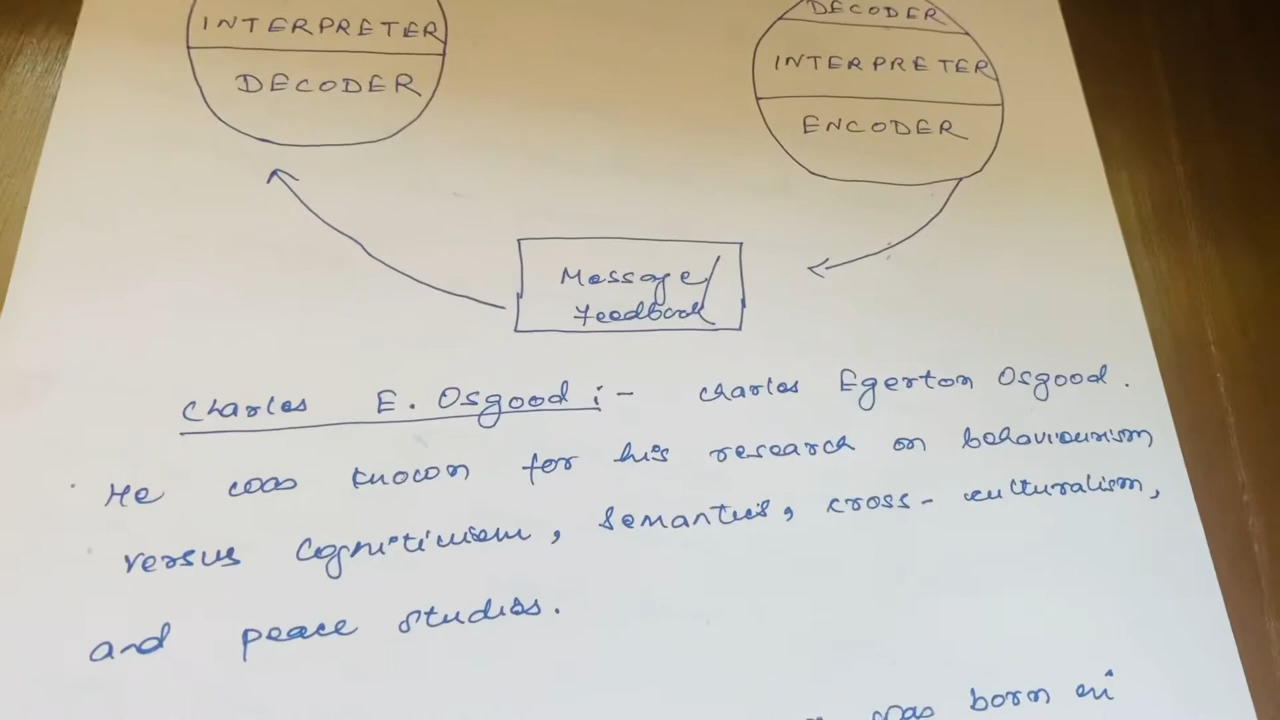 INTERPRETER
DECODER
DECODER
INTERPRETER
ENCODER
Message/
Feedback
Charles E. Osgood :- Charles Egerton Osgood.
He was known for his research on behaviourism
versus Cognitivism, Semantics, cross-culturalism,
and peace studies.
was born in